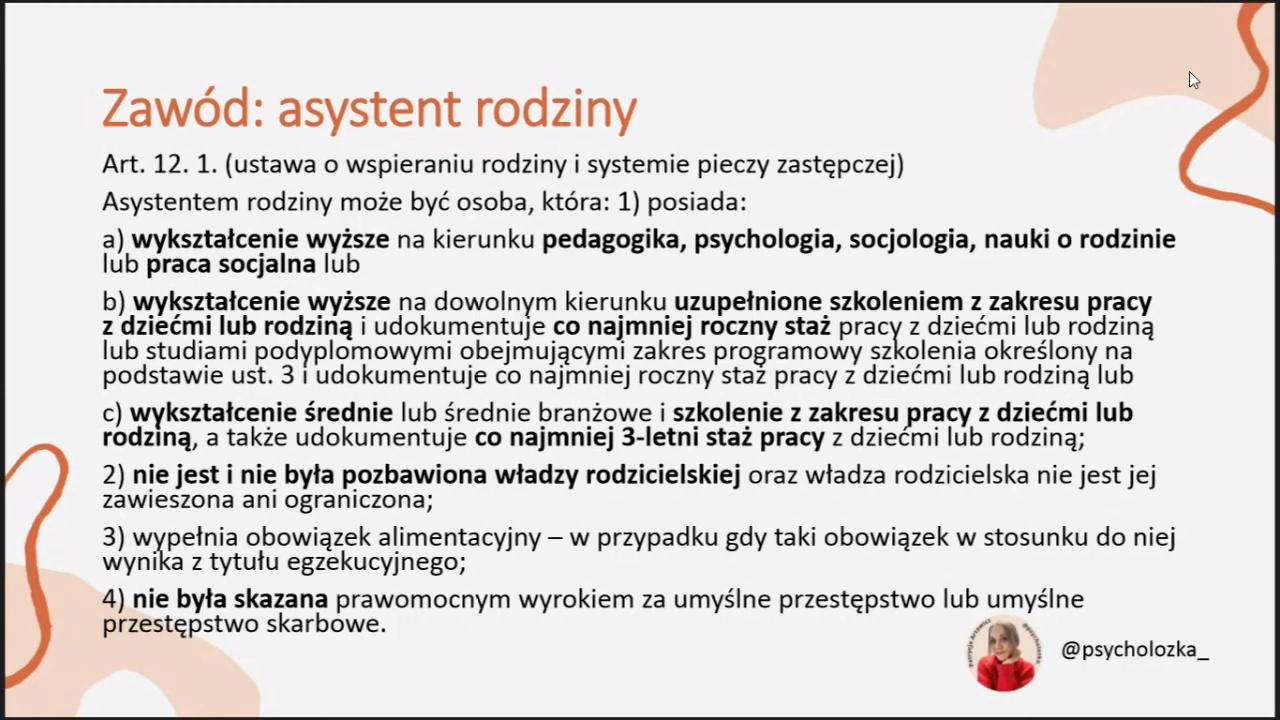 Zawód: asystent rodziny
Art. 12. 1. (ustawa o wspieraniu rodziny i systemie pieczy zastępczej)
Asystentem rodziny może być osoba, która: 1) posiada:
a) wykształcenie wyższe na kierunku pedagogika, psychologia, socjologia, nauki o rodzinie
lub praca socjalna lub
b) wykształcenie wyższe na dowolnym kierunku uzupełnione szkoleniem z zakresu pracy
z dziećmi lub rodziną i udokumentuje co najmniej roczny staż pracy z dziećmi lub rodziną
lub studiami podyplomowymi obejmującymi zakres programowy szkolenia określony na
podstawie ust. 3 i udokumentuje co najmniej roczny staż pracy z dziećmi lub rodziną lub
c) wykształcenie średnie lub średnie branżowe i szkolenie z zakresu pracy z dziećmi lub
rodziną, a także udokumentuje co najmniej 3-letni staż pracy z dziećmi lub rodziną;
2) nie jest i nie była pozbawiona władzy rodzicielskiej oraz władza rodzicielska nie jest jej
zawieszona ani ograniczona;
3) wypełnia obowiązek alimentacyjny – w przypadku gdy taki obowiązek w stosunku do niej
wynika z tytułu egzekucyjnego;
4) nie była skazana prawomocnym wyrokiem za umyślne przestępstwo lub umyślne
przestępstwo skarbowe.
@psycholozka_